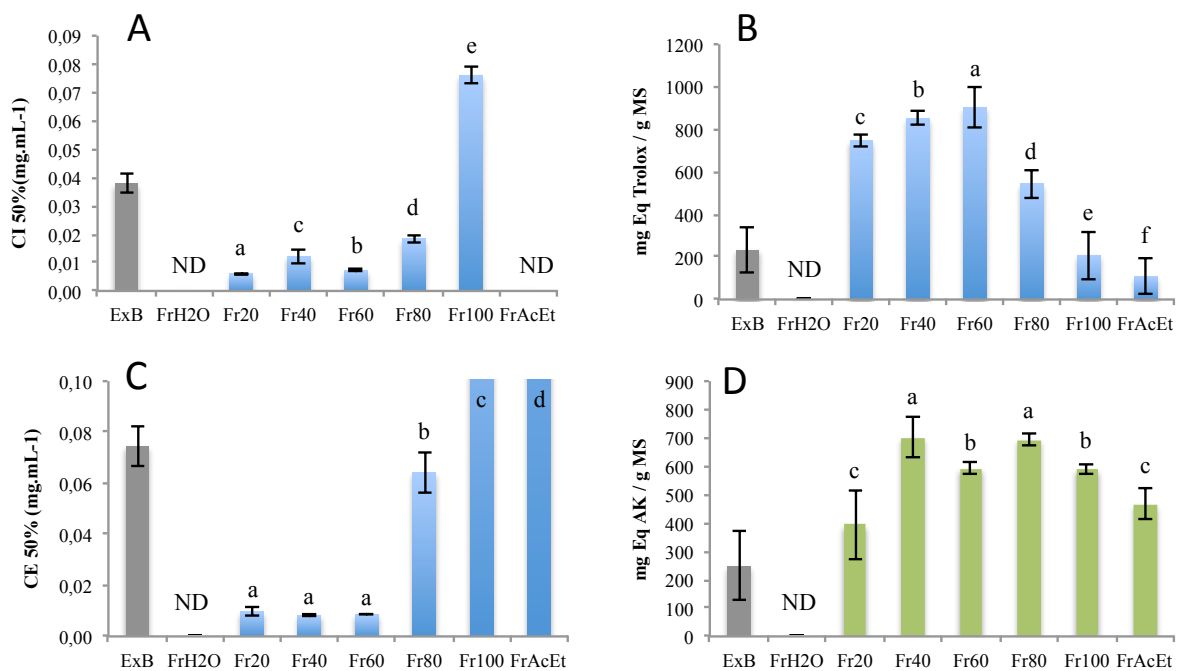 A
CI 50%(mg.mL-1)
0,09
0,08
0,07
0,06
0,05
0,04
0,03
0,02
0,01
0,00
ND
a
c
b
d
e
ND
ExB FrH2O Fr20 Fr40 Fr60 Fr80 Fr100 FrAcEt
B
mg Eq Trolox / g MS
1200
1000
800
600
400
200
0
ND
c
b
a
d
e
f
ExB FrH2O Fr20 Fr40 Fr60 Fr80 Fr100 FrAcEt
C
CE 50% (mg.mL-1)
0,10
0,08
0,06
0,04
0,02
0,00
ND
a
a
a
b
c
d
ExB FrH2O Fr20 Fr40 Fr60 Fr80 Fr100 FrAcEt
D
mg Eq AK / g MS
900
800
700
600
500
400
300
200
100
0
ND
c
a
b
a
b
c
ExB FrH2O Fr20 Fr40 Fr60 Fr80 Fr100 FrAcEt